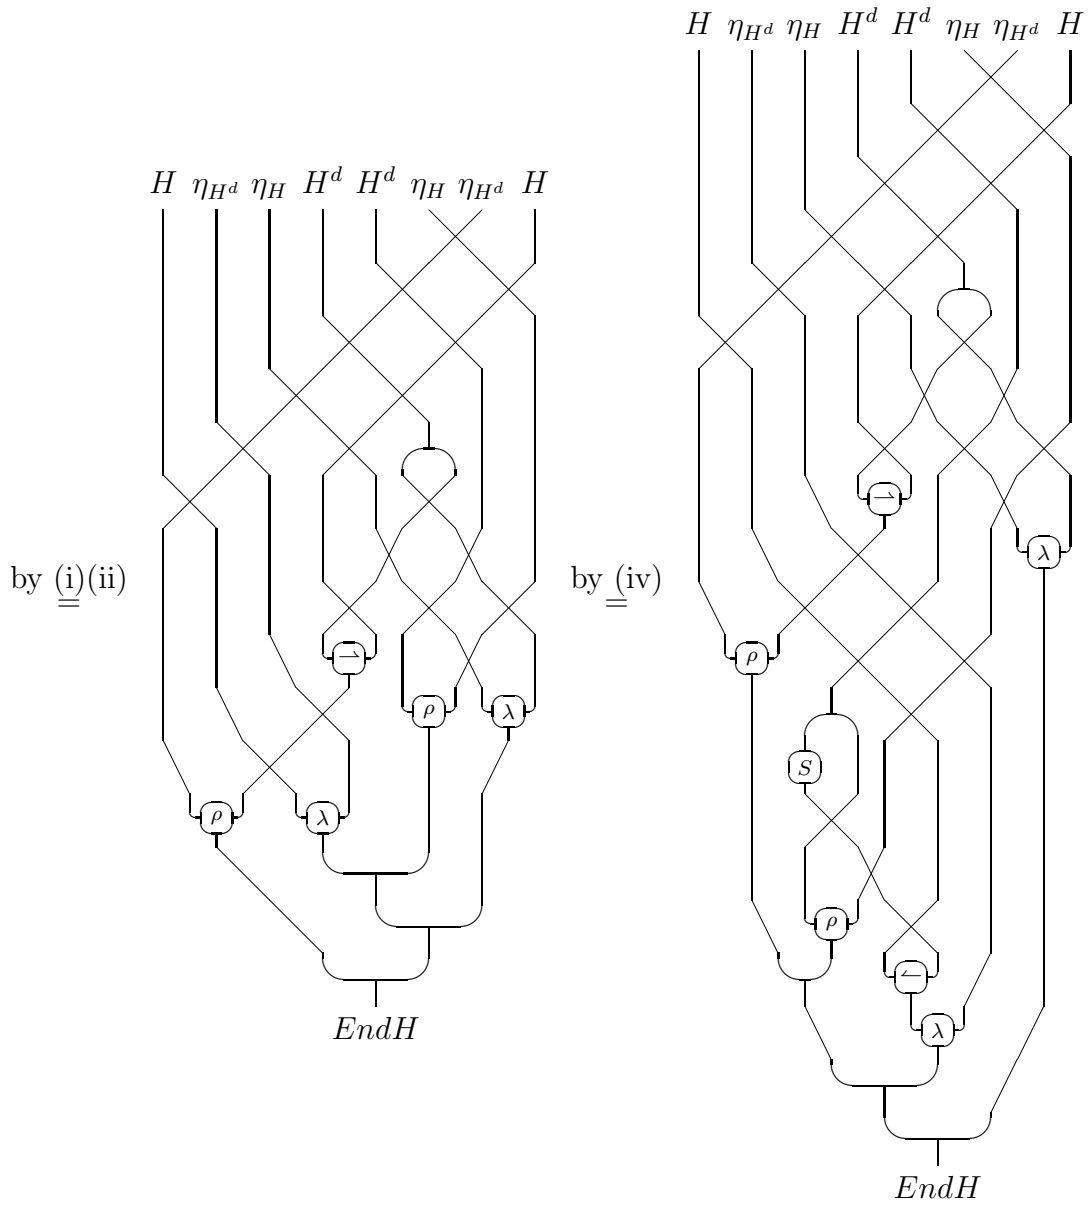 H η_{H^d} η_H H^d H^d η_H η_{H^d} H
by (i)(ii)
=
⇀
ρ λ
ρ λ
EndH
H η_{H^d} η_H H^d H^d η_H η_{H^d} H
by (iv)
=
⇀
λ
ρ
S
ρ
↼
λ
EndH